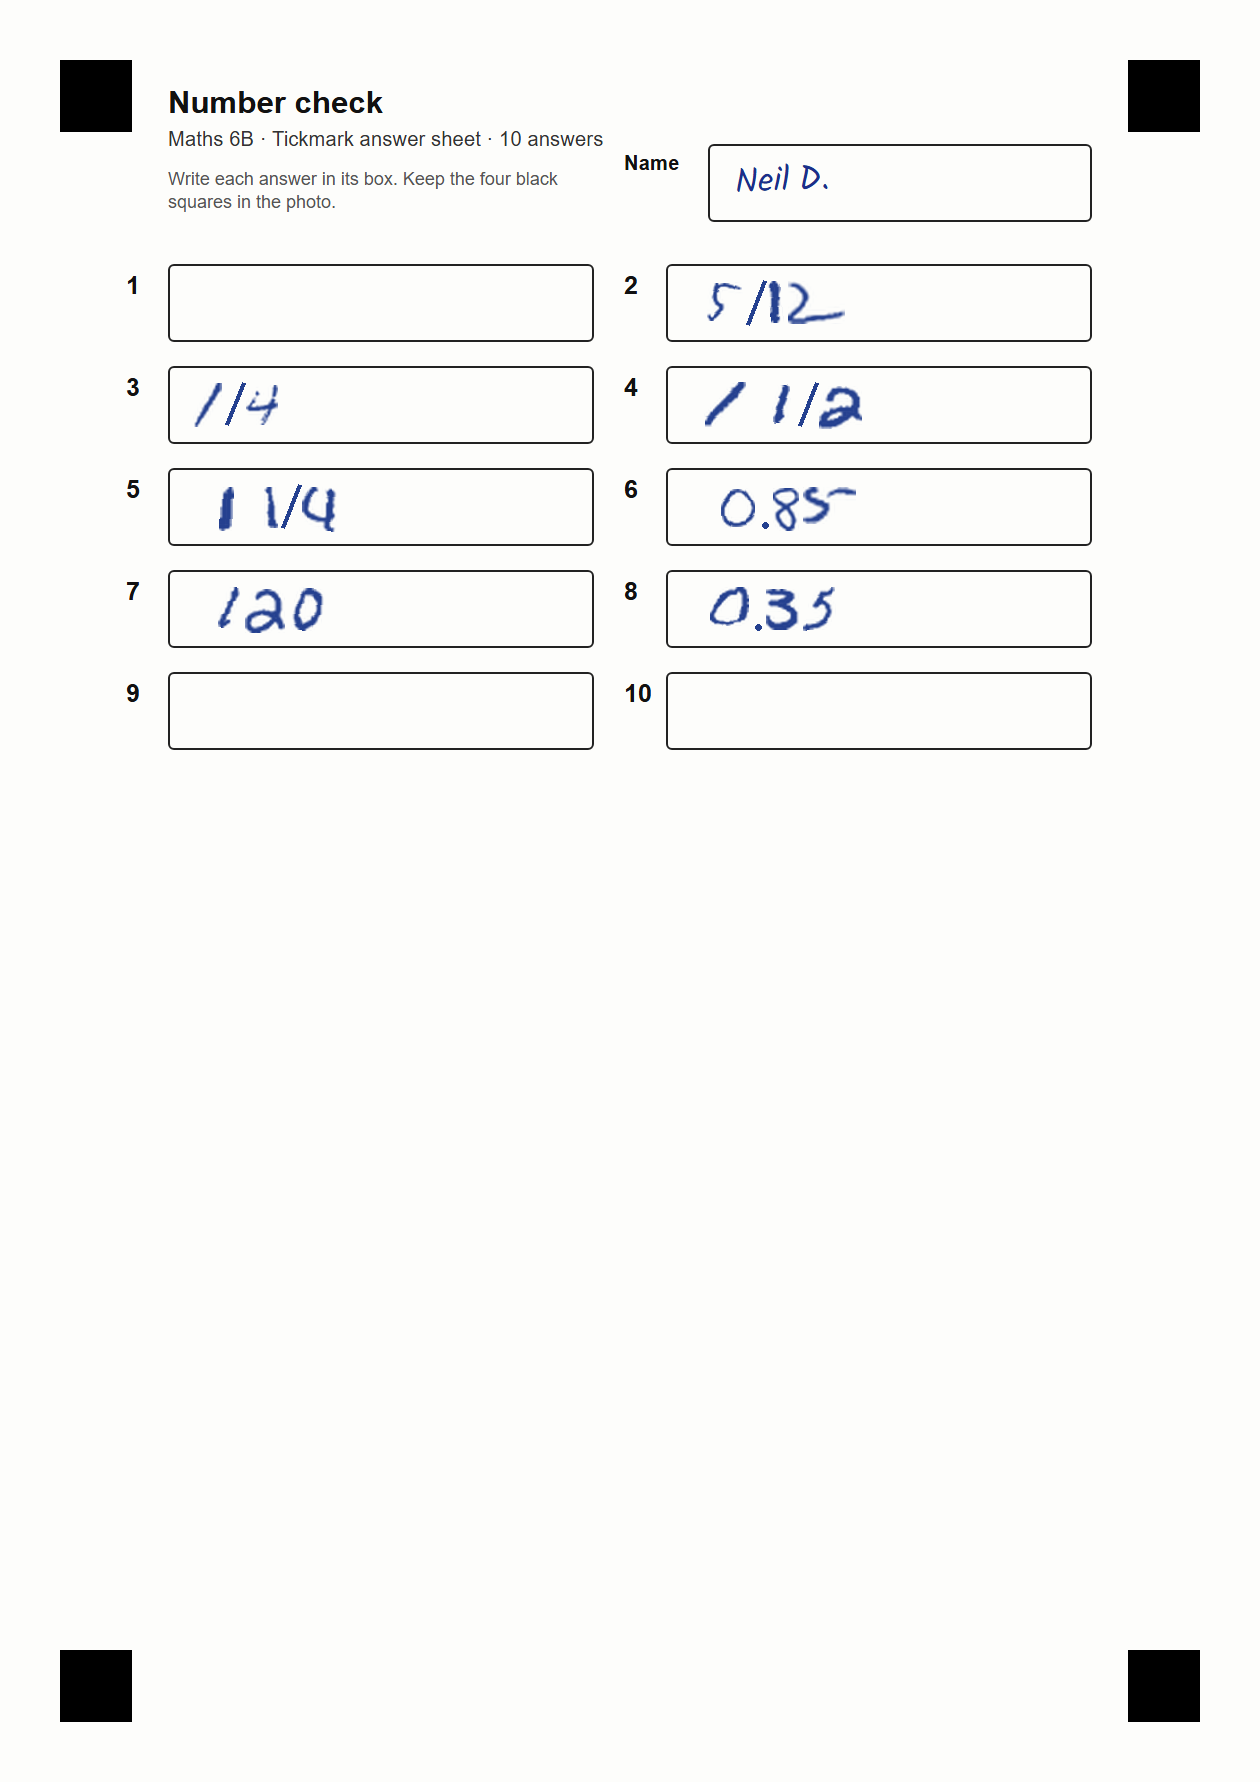 Number check
Maths 6B · Tickmark answer sheet · 10 answers
Write each answer in its box. Keep the four black
squares in the photo.
Name Neil D.
1
2 5/12
3 1/4
4 1 1/2
5 1 1/4
6 0.85
7 120
8 0.35
9
10